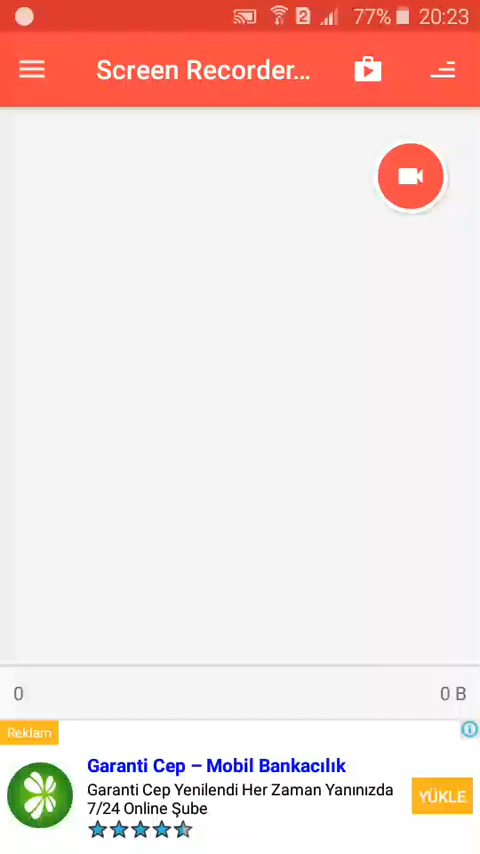 77% 20:23
2
Screen Recorder...
0
0 B
Reklam
Garanti Cep – Mobil Bankacılık
Garanti Cep Yenilendi Her Zaman Yanınızda
7/24 Online Şube
YÜKLE